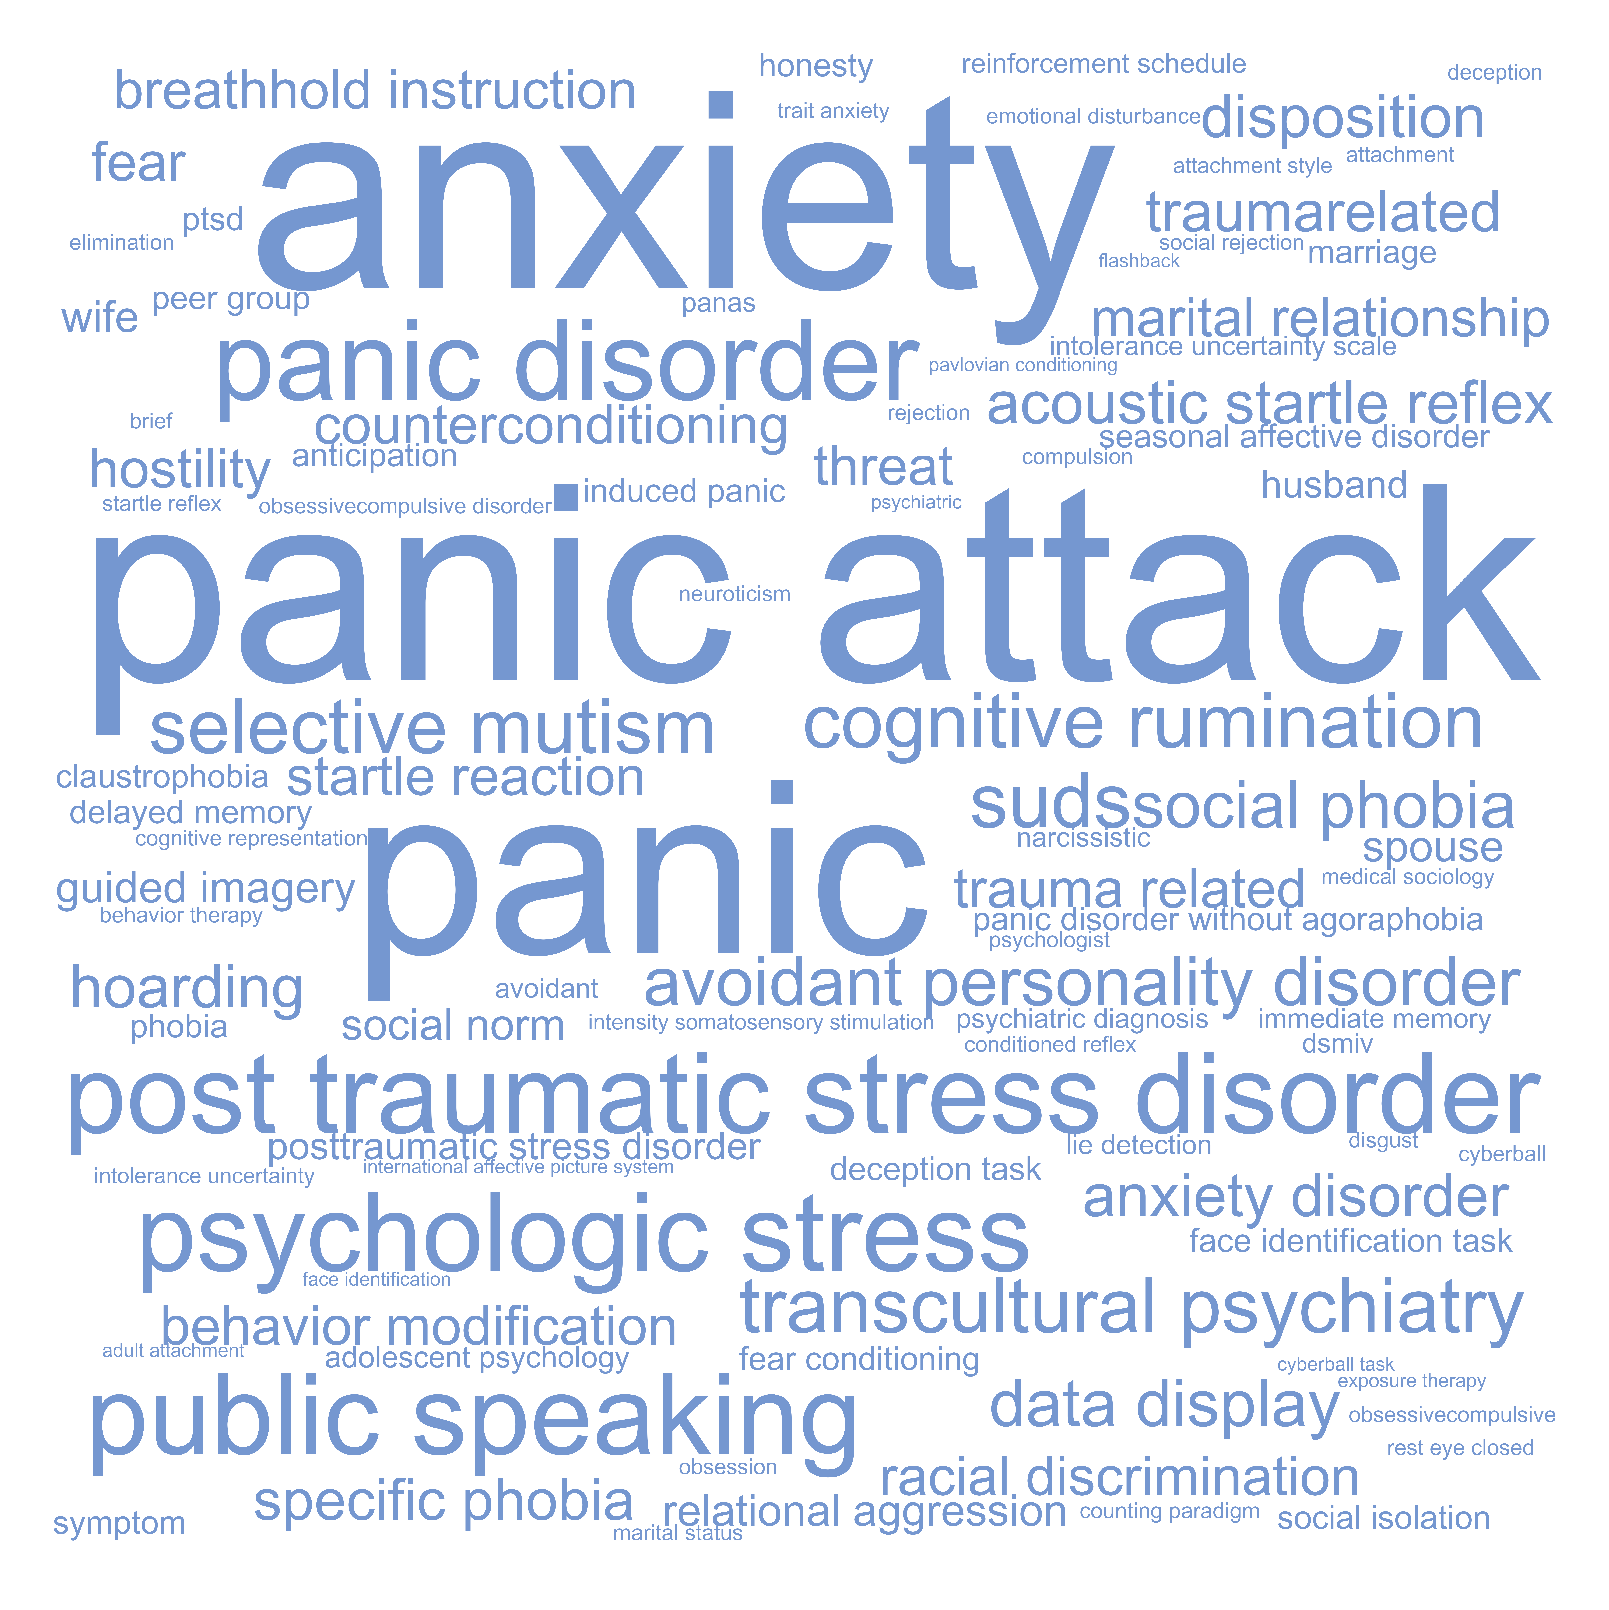 honesty
reinforcement schedule
deception
breathhold instruction
trait anxiety
emotional disturbance
disposition
fear
anxiety
attachment style
attachment
ptsd
traumarelated
elimination
social rejection
marriage
flashback
wife
peer group
panas
marital relationship
intolerance uncertainty scale
panic disorder
pavlovian conditioning
acoustic startle reflex
brief
counterconditioning
rejection
seasonal affective disorder
hostility
anticipation
threat
compulsion
startle reflex
obsessivecompulsive disorder
induced panic
psychiatric
husband
panic attack
neuroticism
selective mutism
cognitive rumination
claustrophobia
startle reaction
suds
social phobia
delayed memory
cognitive representation
narcissistic
spouse
panic
guided imagery
trauma related
medical sociology
behavior therapy
panic disorder without agoraphobia
psychologist
hoarding
avoidant
avoidant personality disorder
phobia
social norm
intensity somatosensory stimulation
psychiatric diagnosis
immediate memory
conditioned reflex
dsmiv
post traumatic stress disorder
posttraumatic stress disorder
lie detection
disgust
cyberball
intolerance uncertainty
international affective picture system
deception task
anxiety disorder
psychologic stress
face identification task
face identification
transcultural psychiatry
behavior modification
adult attachment
adolescent psychology
fear conditioning
cyberball task
exposure therapy
public speaking
data display
obsessivecompulsive
rest eye closed
obsession
racial discrimination
specific phobia
relational aggression
counting paradigm
social isolation
symptom
marital status